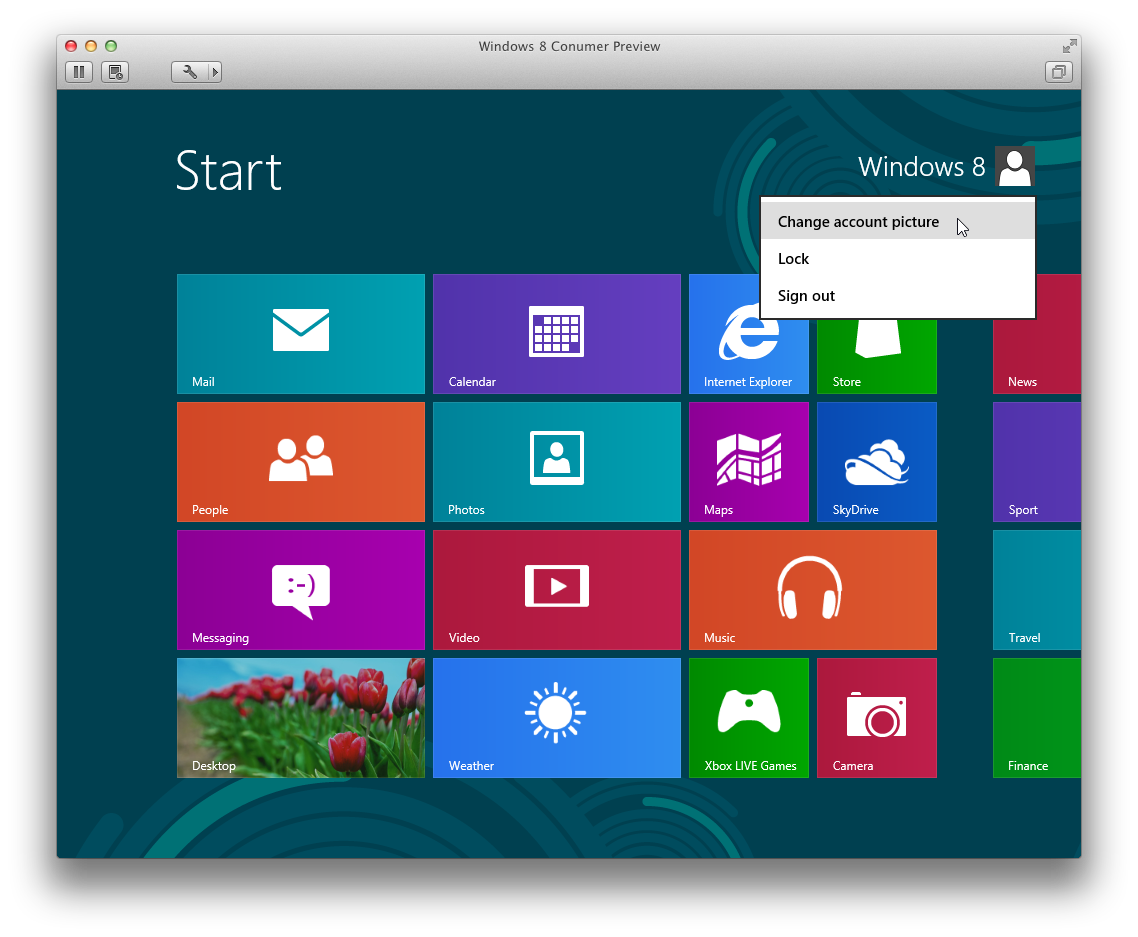 Windows 8 Conumer Preview
Start
Windows 8
Change account picture
Lock
Sign out
Mail
Calendar
Internet Explorer
Store
News
People
Photos
Maps
SkyDrive
Sport
:-)
Messaging
Video
Music
Travel
Desktop
Weather
Xbox LIVE Games
Camera
Finance